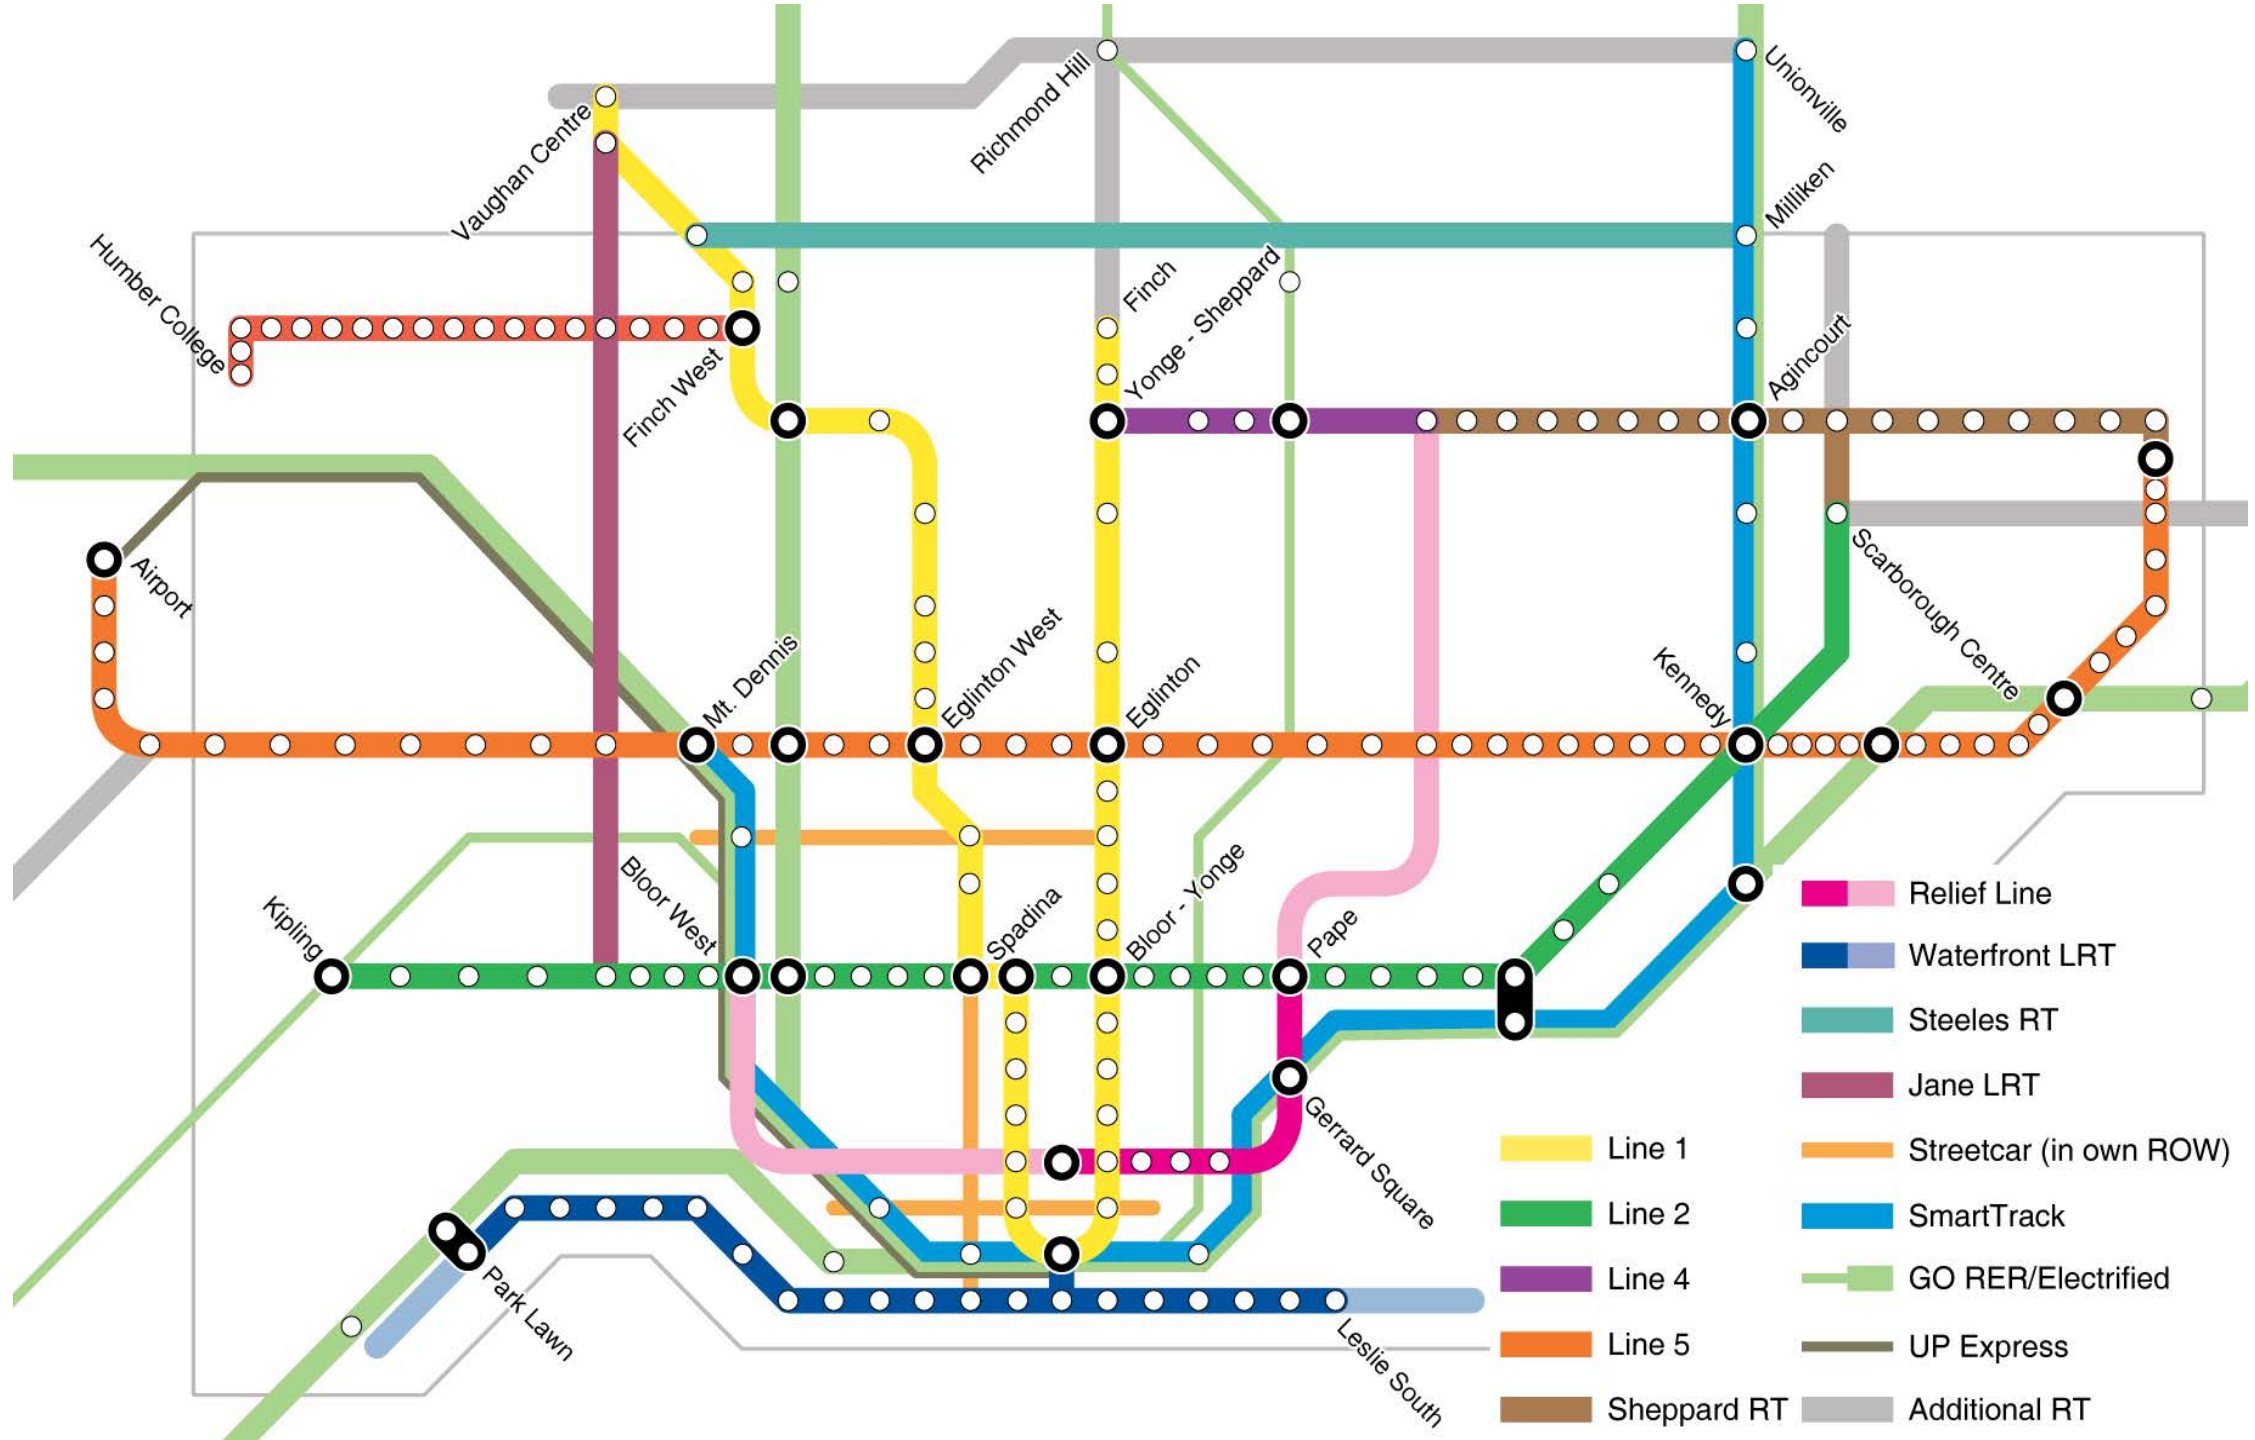 Unionville
Richmond Hill
Vaughan Centre
Milliken
Humber College
Finch
Yonge - Sheppard
Finch West
Agincourt
Airport
Scarborough Centre
Mt. Dennis
Eglinton West
Eglinton
Kennedy
Kipling
Bloor West
Spadina
Bloor - Yonge
Pape
Gerrard Square
Park Lawn
Leslie South
Line 1
Line 2
Line 4
Line 5
Sheppard RT
Relief Line
Waterfront LRT
Steeles RT
Jane LRT
Streetcar (in own ROW)
SmartTrack
GO RER/Electrified
UP Express
Additional RT